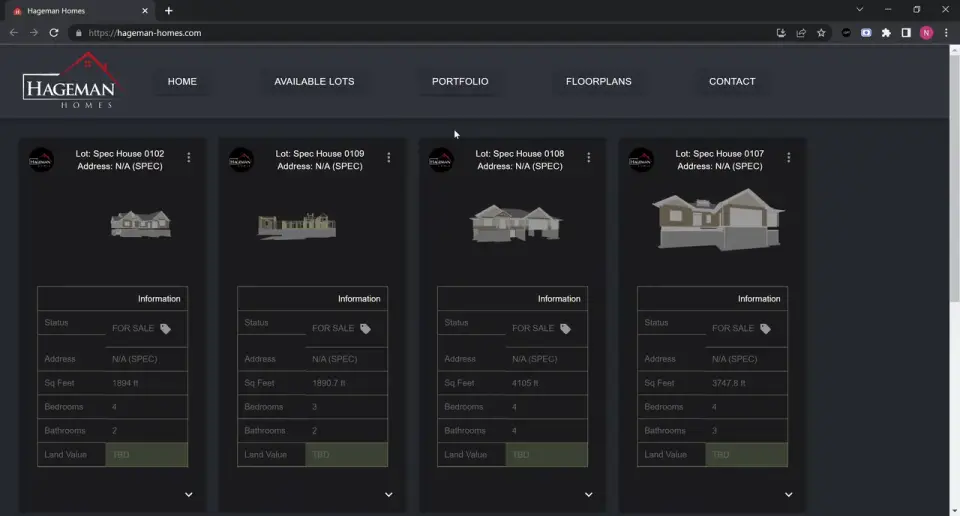 Hageman Homes
https://hageman-homes.com
N
HAGEMAN
HOMES
HOME
AVAILABLE LOTS
PORTFOLIO
FLOORPLANS
CONTACT
HAGEMAN
Lot: Spec House 0102
Address: N/A (SPEC)
Information
Status
FOR SALE
Address N/A (SPEC)
Sq Feet 1894 ft
Bedrooms 4
Bathrooms 2
Land Value TBD
HAGEMAN
Lot: Spec House 0109
Address: N/A (SPEC)
Information
Status
FOR SALE
Address N/A (SPEC)
Sq Feet 1890.7 ft
Bedrooms 3
Bathrooms 2
Land Value TBD
HAGEMAN
Lot: Spec House 0108
Address: N/A (SPEC)
Information
Status
FOR SALE
Address N/A (SPEC)
Sq Feet 4105 ft
Bedrooms 4
Bathrooms 4
Land Value TBD
HAGEMAN
Lot: Spec House 0107
Address: N/A (SPEC)
Information
Status
FOR SALE
Address N/A (SPEC)
Sq Feet 3747.8 ft
Bedrooms 4
Bathrooms 3
Land Value TBD